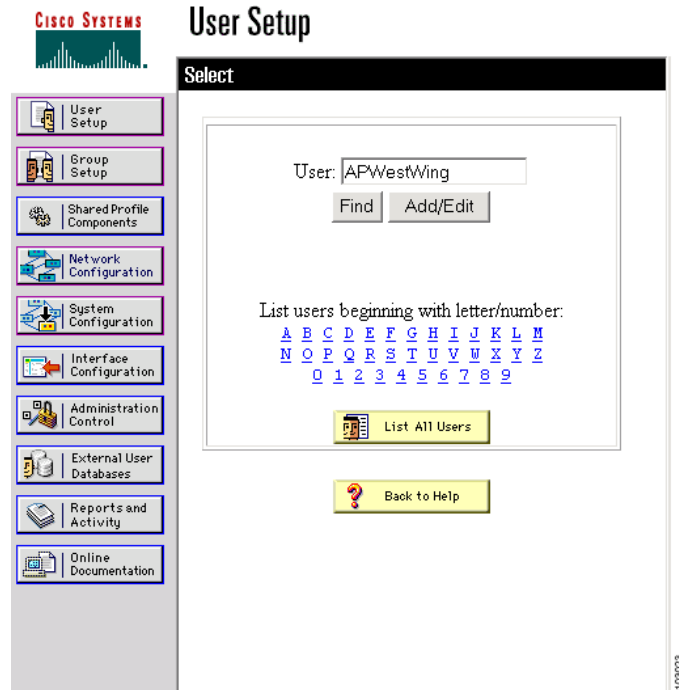 CISCO SYSTEMS
User Setup
Select
User
Setup
Group
Setup
Shared Profile
Components
Network
Configuration
System
Configuration
Interface
Configuration
Administration
Control
External User
Databases
Reports and
Activity
Online
Documentation
User: APWestWing
Find Add/Edit
List users beginning with letter/number:
A B C D E F G H I J K L M
N O P Q R S T U V W X Y Z
0 1 2 3 4 5 6 7 8 9
List All Users
Back to Help